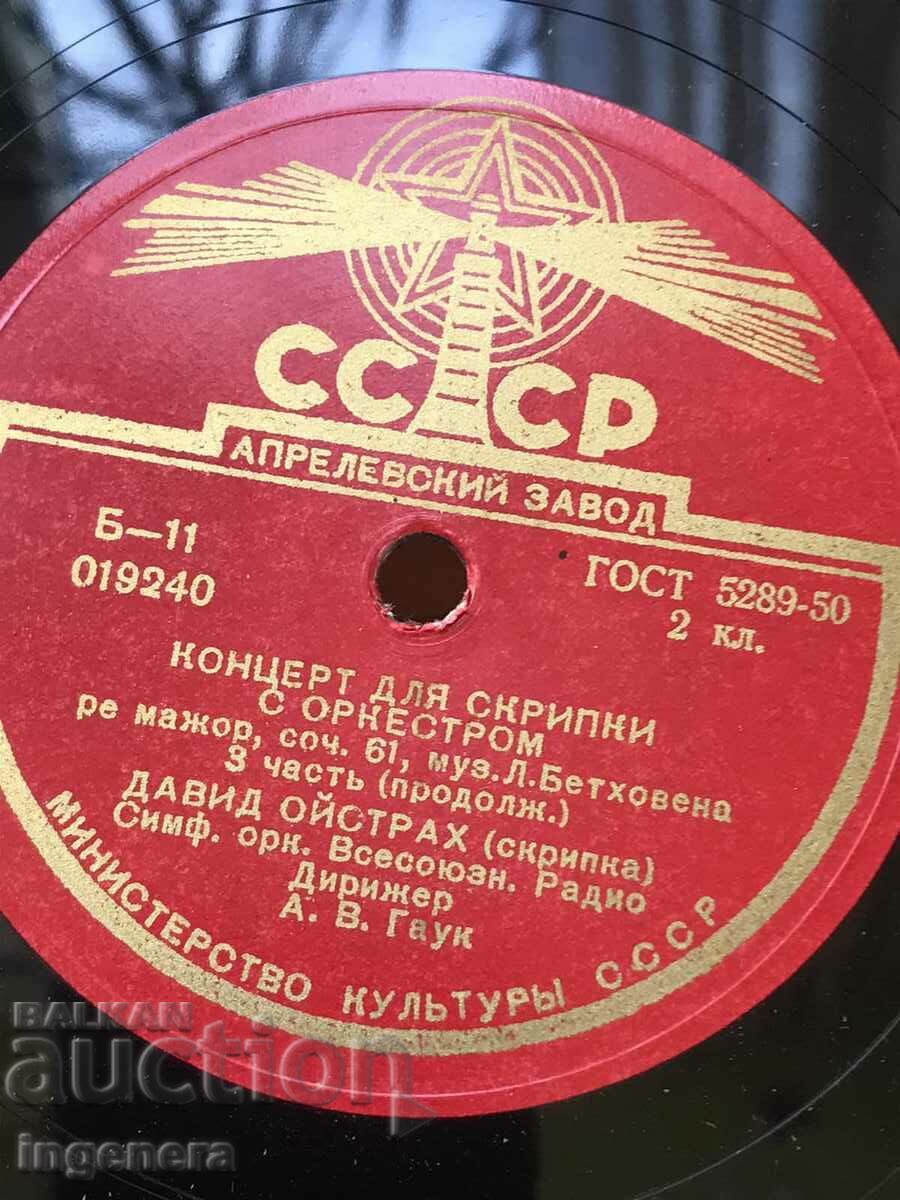 СССР
АПРЕЛЕВСКИЙ ЗАВОД
Б—11
019240
ГОСТ 5289-50
2 кл.
КОНЦЕРТ ДЛЯ СКРИПКИ
С ОРКЕСТРОМ
ре мажор, соч. 61, муз.Л.Бетховена
3 часть (продолж.)
ДАВИД ОЙСТРАХ (скрипка)
Симф. орк. Всесоюзн. Радио
Дирижер
А. В. Гаук
МИНИСТЕРСТВО КУЛЬТУРЫ СССР
BALKAN
auction
ingenera